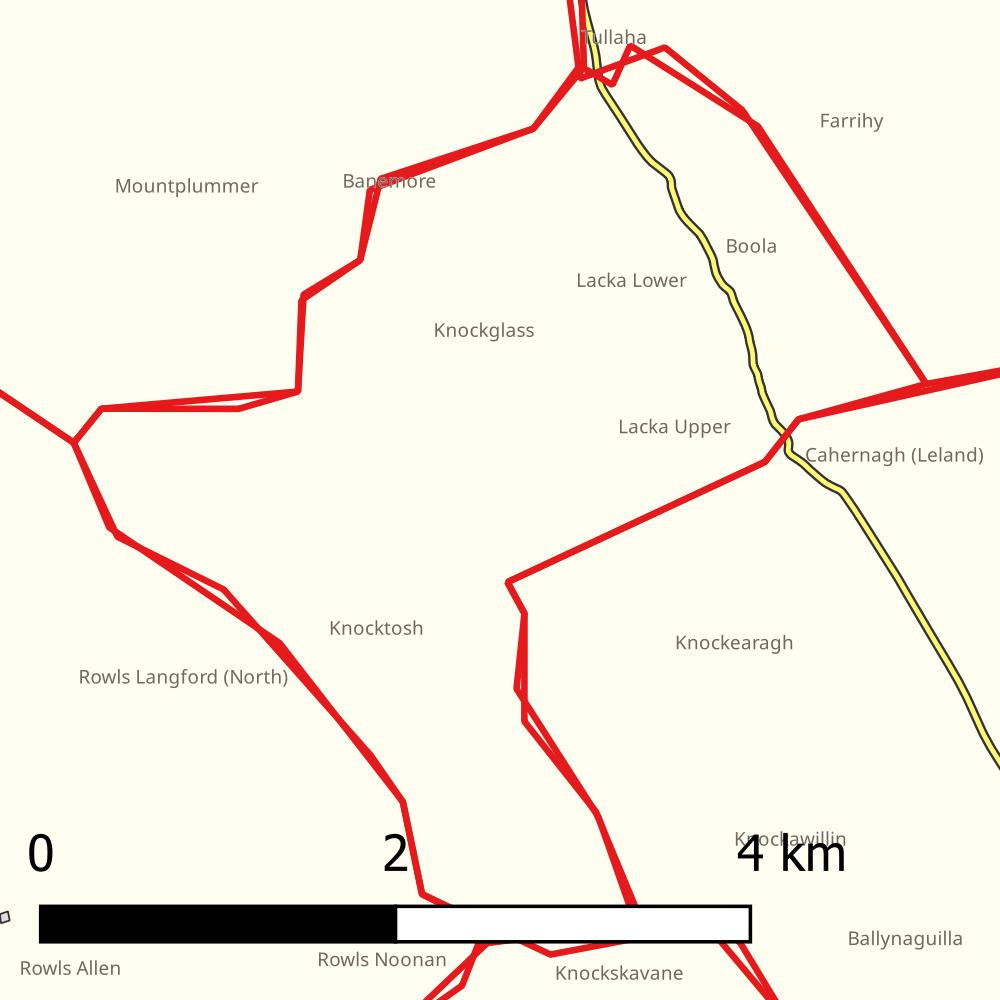 Tullaha
Farrihy
Mountplummer
Banemore
Boola
Lacka Lower
Knockglass
Lacka Upper
Cahernagh (Leland)
Knocktosh
Knockearagh
Rowls Langford (North)
Knockawillin
0 2 4 km
Ballynaguilla
Rowls Noonan
Rowls Allen
Knockskavane